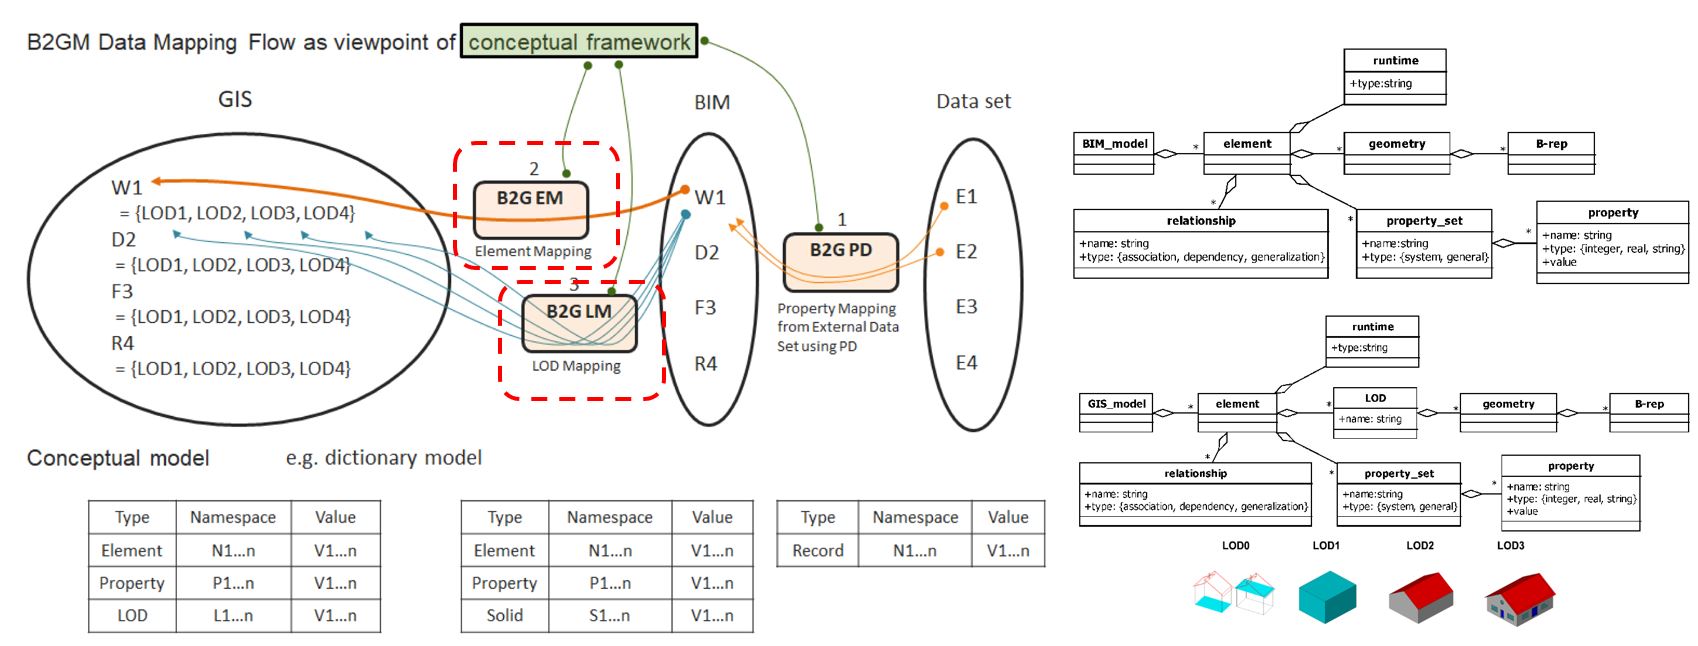 B2GM Data Mapping Flow as viewpoint of conceptual framework
GIS
BIM
Data set
W1
= {LOD1, LOD2, LOD3, LOD4}
D2
= {LOD1, LOD2, LOD3, LOD4}
F3
= {LOD1, LOD2, LOD3, LOD4}
R4
= {LOD1, LOD2, LOD3, LOD4}
2
B2G EM
Element Mapping
3
B2G LM
LOD Mapping
W1
D2
F3
R4
1
B2G PD
Property Mapping
from External Data
Set using PD
E1
E2
E3
E4
Conceptual model
e.g. dictionary model
Type Namespace Value
Element N1...n V1...n
Property P1...n V1...n
LOD L1...n V1...n
Type Namespace Value
Element N1...n V1...n
Property P1...n V1...n
Solid S1...n V1...n
Type Namespace Value
Record N1...n V1...n
runtime
+type:string
BIM_model
*
element
*
geometry
*
B-rep
*
relationship
+name: string
+type: {association, dependency, generalization}
*
property_set
+name:string
+type: {system, general}
*
property
+name: string
+type: {integer, real, string}
+value
runtime
+type:string
GIS_model
*
element
*
LOD
+name: string
*
geometry
*
B-rep
*
relationship
+name: string
+type: {association, dependency, generalization}
*
property_set
+name:string
+type: {system, general}
*
property
+name: string
+type: {integer, real, string}
+value
LOD0 LOD1 LOD2 LOD3